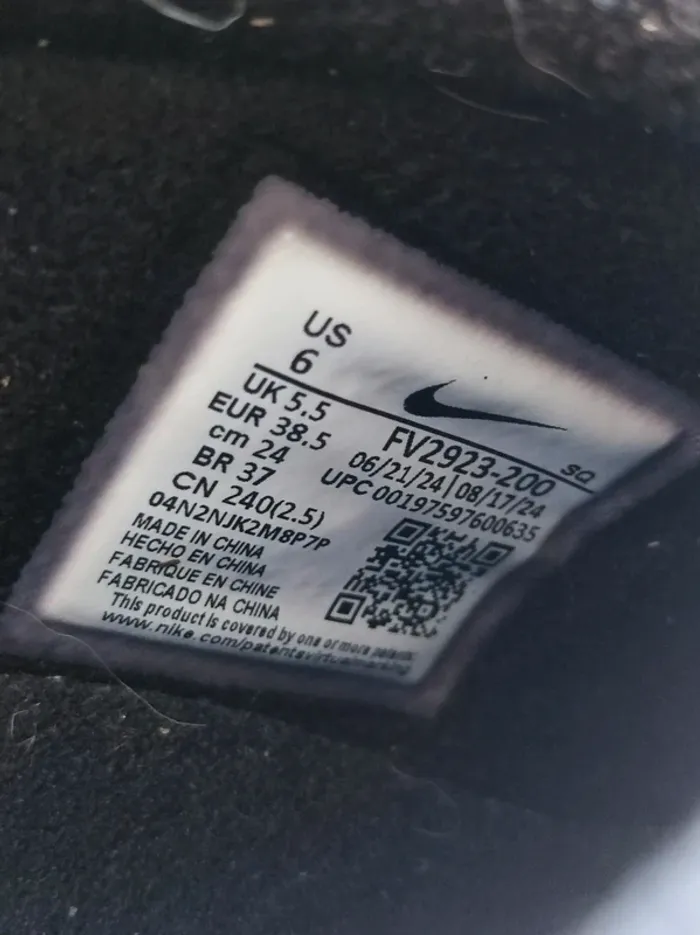 US
6
UK 5.5
EUR 38.5
cm 24
BR 37
CN 240(2.5)
04N2NJK2M8P7P
SQ
FV2923-200
06/21/24|08/17/24
UPC 00197597600635
MADE IN CHINA
HECHO EN CHINA
FABRIQUE EN CHINE
FABRICADO NA CHINA
This product is covered by one or more patents.
www.nike.com/patentsvirtualmarking